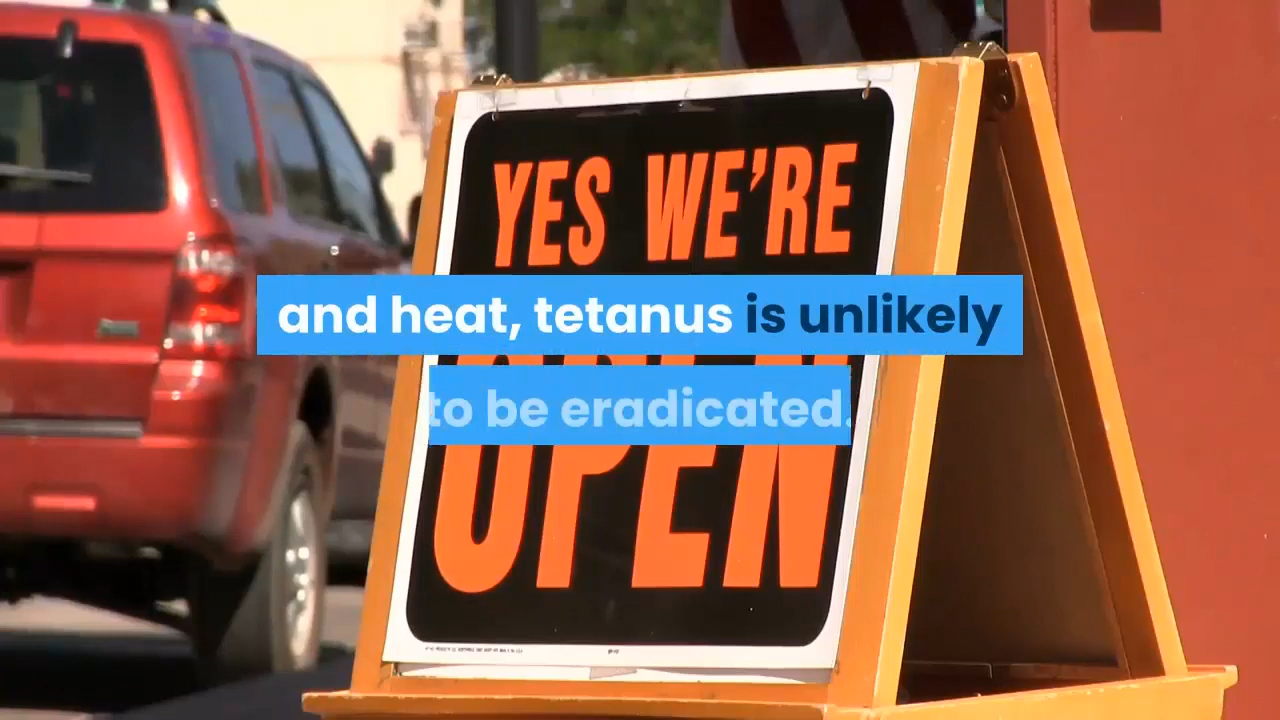 YES WE'RE
and heat, tetanus is unlikely
to be eradicated.
OPEN